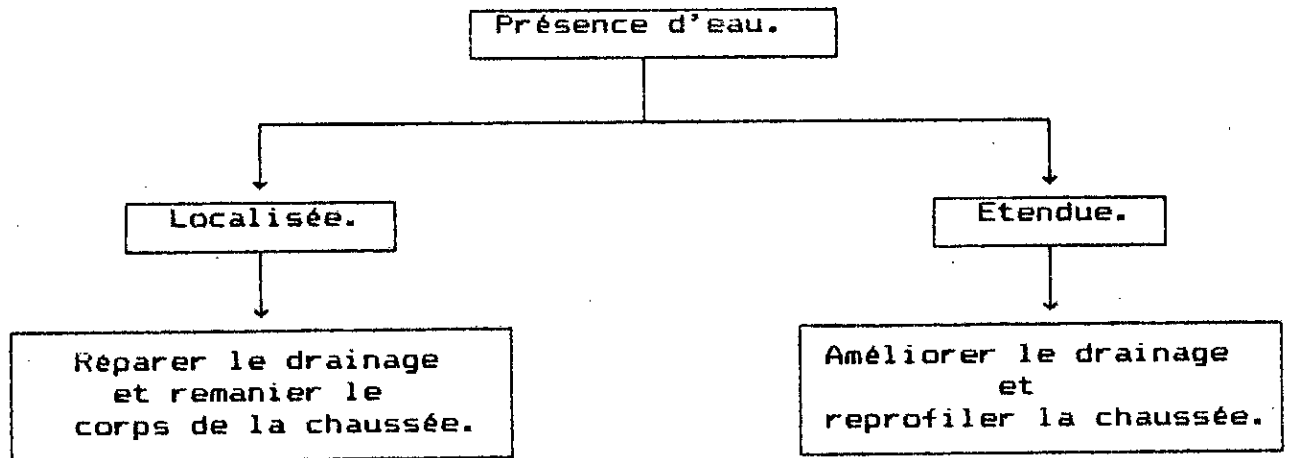 Présence d'eau.
Localisée.
Etendue.
Réparer le drainage
et remanier le
corps de la chaussée.
Améliorer le drainage
et
reprofiler la chaussée.